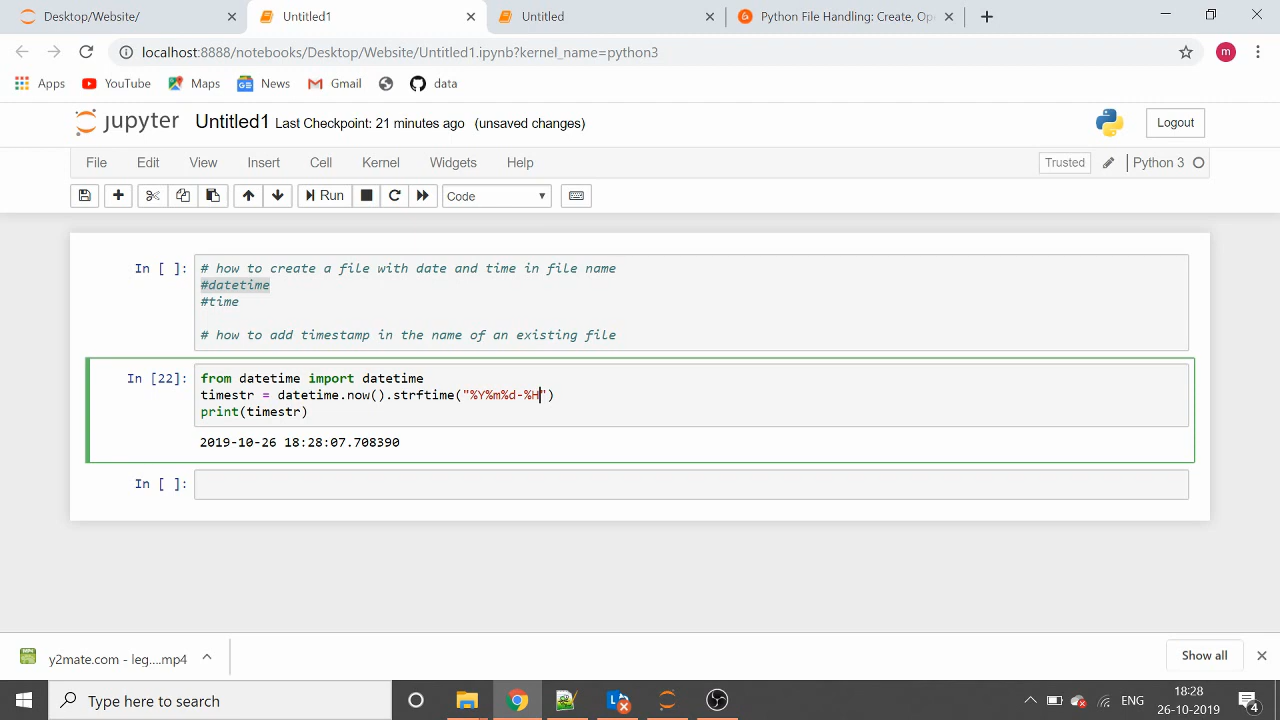 Desktop/Website/
Untitled1
Untitled
Python File Handling: Create, Op
localhost:8888/notebooks/Desktop/Website/Untitled1.ipynb?kernel_name=python3
m
Apps
YouTube
Maps
News
Gmail
data
jupyter
Untitled1 Last Checkpoint: 21 minutes ago (unsaved changes)
Logout
File
Edit
View
Insert
Cell
Kernel
Widgets
Help
Trusted
Python 3
Run
Code
In [ ]:
# how to create a file with date and time in file name
#datetime
#time
# how to add timestamp in the name of an existing file
In [22]:
from datetime import datetime
timestr = datetime.now().strftime("%Y%m%d-%H")
print(timestr)
2019-10-26 18:28:07.708390
In [ ]:
y2mate.com - leg....mp4
Show all
Type here to search
ENG
18:28
26-10-2019
4